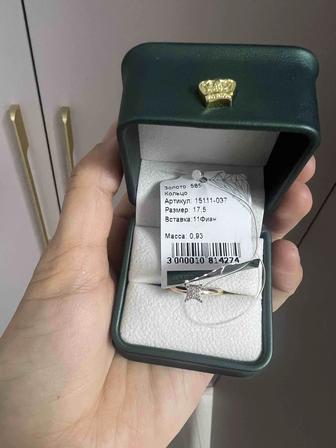 Золото 585
Кольцо
Артикул: 15111-037
Размер: 17,5
Вставка:11Фиан
Масса: 0,93
3 000010 814274